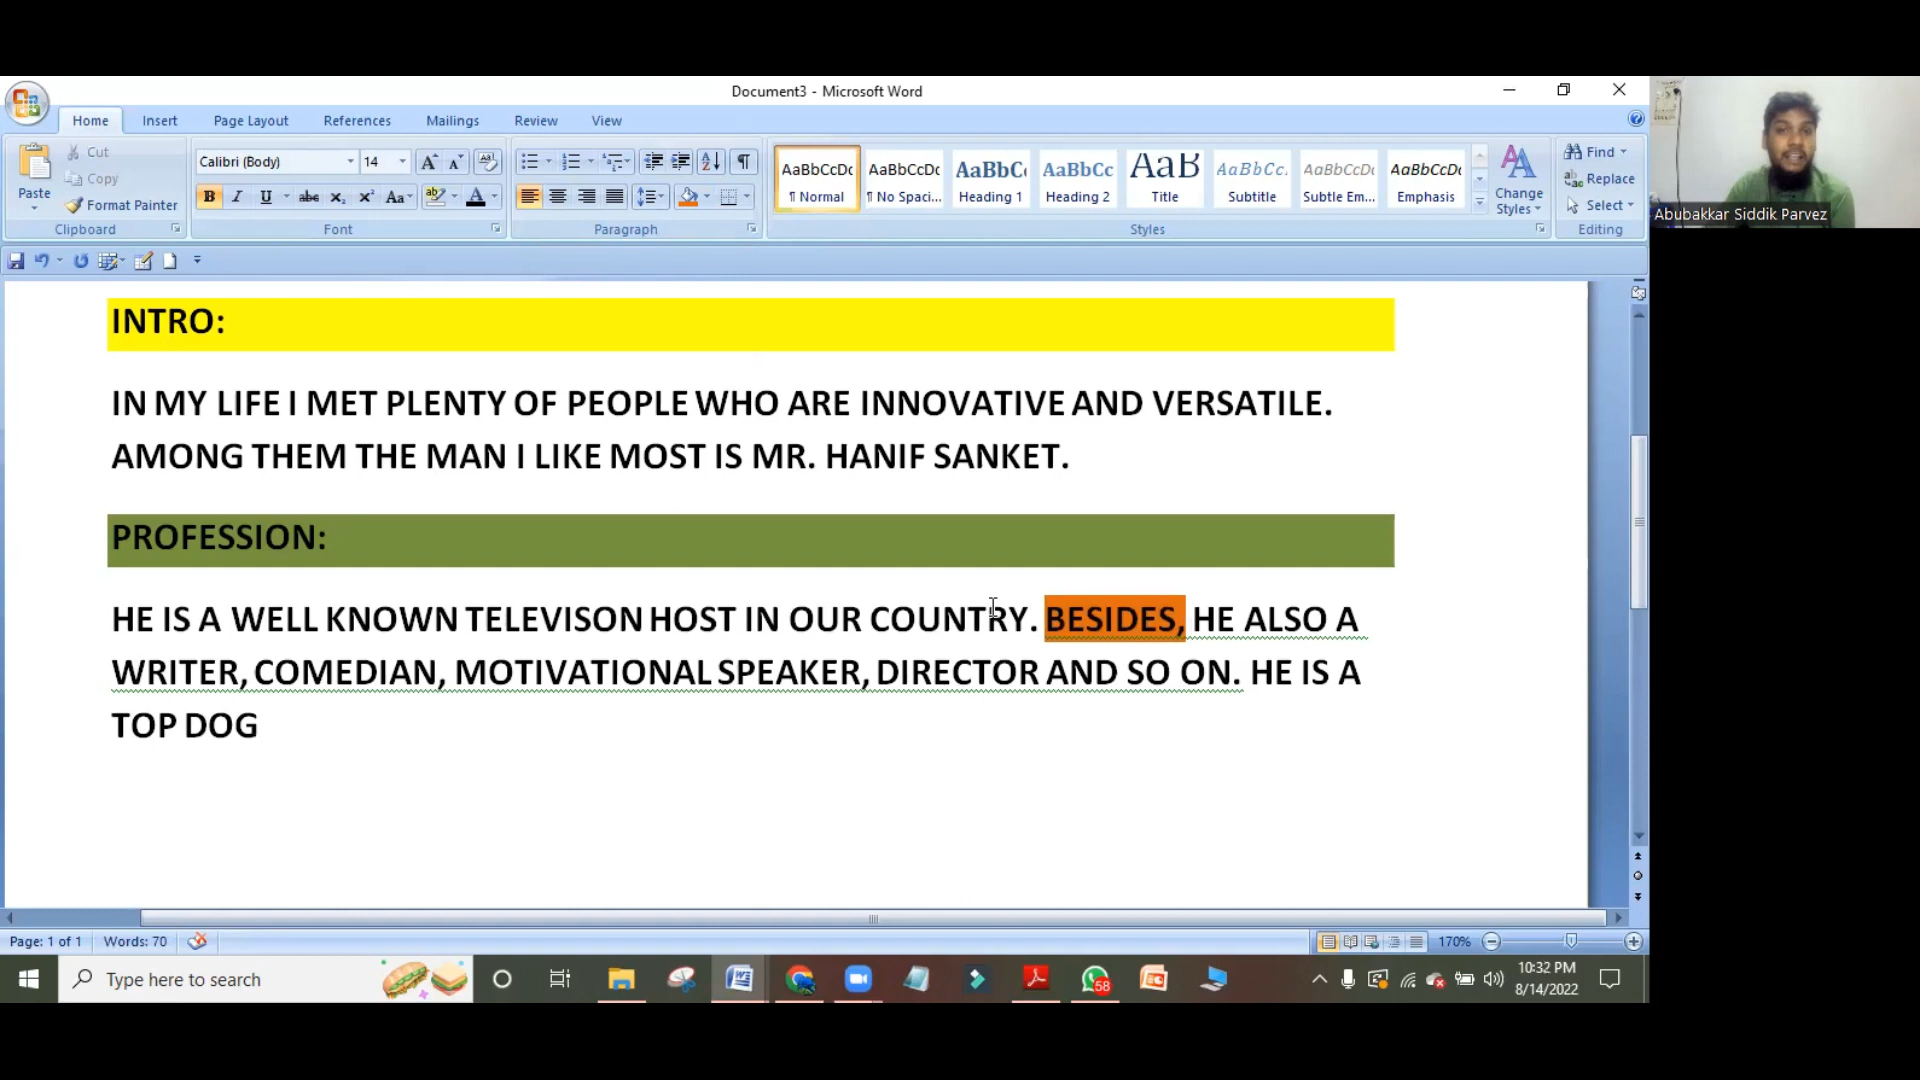 Document3 - Microsoft Word
Home Insert Page Layout References Mailings Review View
Paste Cut Copy Format Painter
Clipboard
Calibri (Body) 14
Font
Paragraph
AaBbCcDc AaBbCcDc AaBbC AaBbCc AaB AaBbCc. AaBbCcDc AaBbCcDc
¶ Normal ¶ No Spaci... Heading 1 Heading 2 Title Subtitle Subtle Em... Emphasis
Change Styles
Styles
Find
Replace
Select
Editing
Abubakkar Siddik Parvez
INTRO:
IN MY LIFE I MET PLENTY OF PEOPLE WHO ARE INNOVATIVE AND VERSATILE.
AMONG THEM THE MAN I LIKE MOST IS MR. HANIF SANKET.
PROFESSION:
HE IS A WELL KNOWN TELEVISON HOST IN OUR COUNTRY. BESIDES, HE ALSO A
WRITER, COMEDIAN, MOTIVATIONAL SPEAKER, DIRECTOR AND SO ON. HE IS A
TOP DOG
Page: 1 of 1 Words: 70 170%
Type here to search 58 10:32 PM
8/14/2022